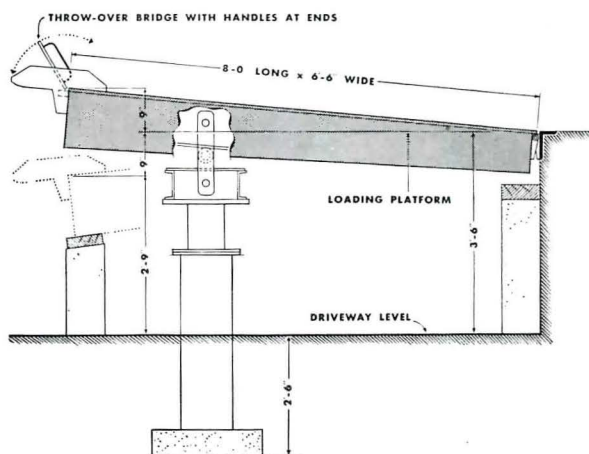 THROW-OVER BRIDGE WITH HANDLES AT ENDS
8-0 LONG x 6'-6" WIDE
9"
9"
LOADING PLATFORM
2'-9"
3'-6"
DRIVEWAY LEVEL
2'-6"